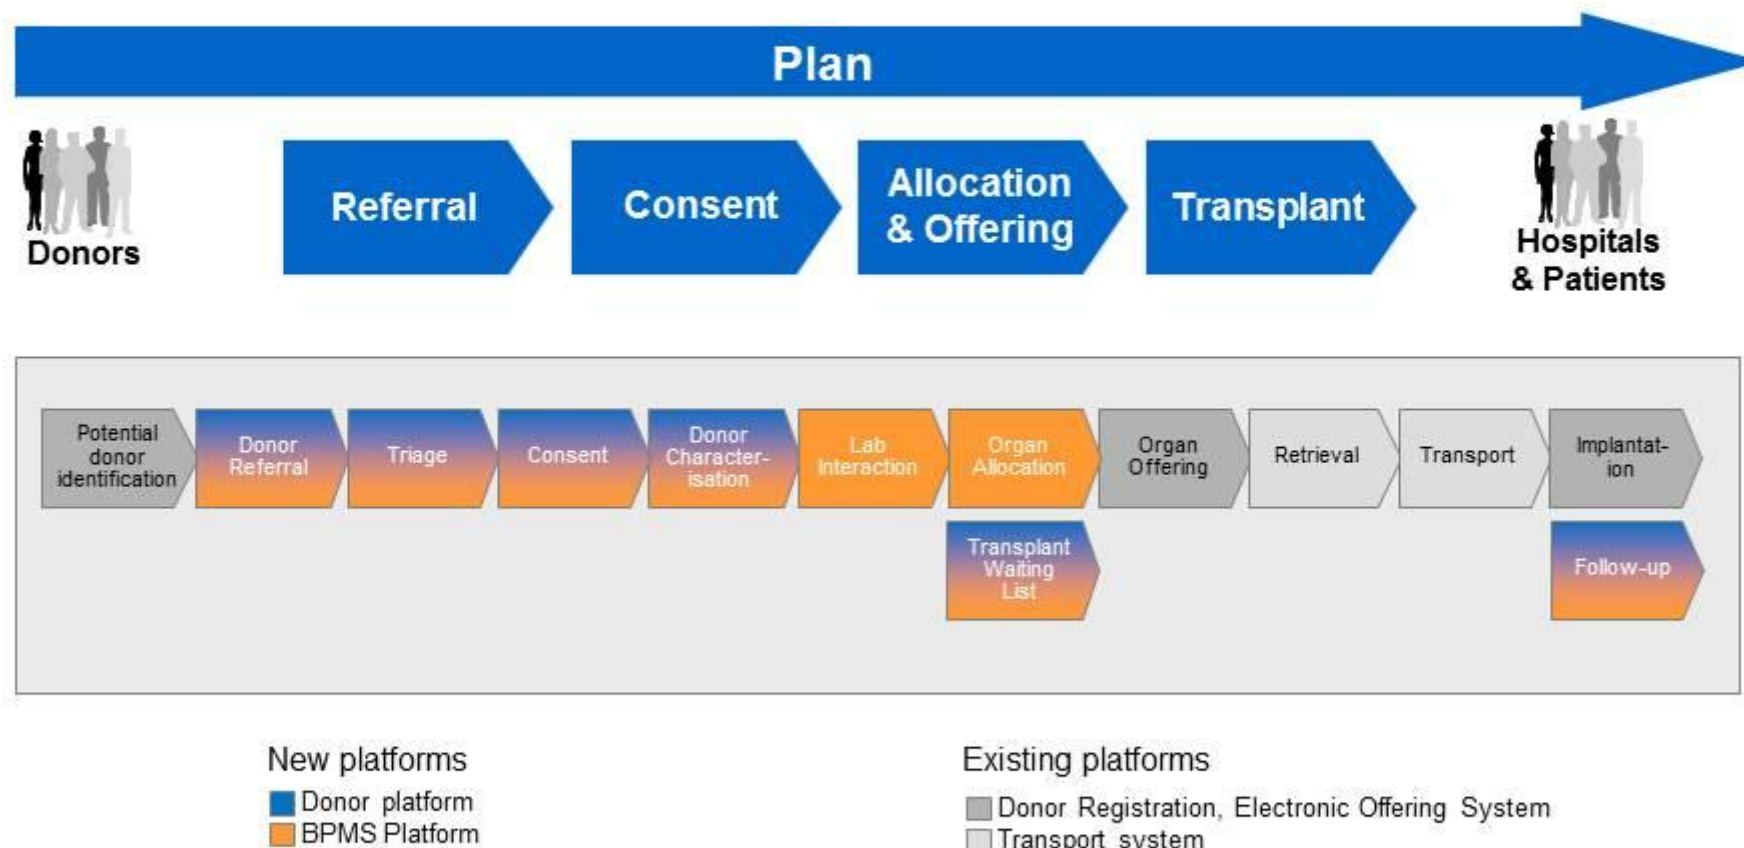 Plan
Donors
Referral
Consent
Allocation
& Offering
Transplant
Hospitals
& Patients
Potential
donor
identification
Donor
Referral
Triage
Consent
Donor
Character-
isation
Lab
Interaction
Organ
Allocation
Organ
Offering
Retrieval
Transport
Implantat-
ion
Transplant
Waiting
List
Follow-up
New platforms
Donor platform
BPMS Platform
Existing platforms
Donor Registration, Electronic Offering System
Transport system